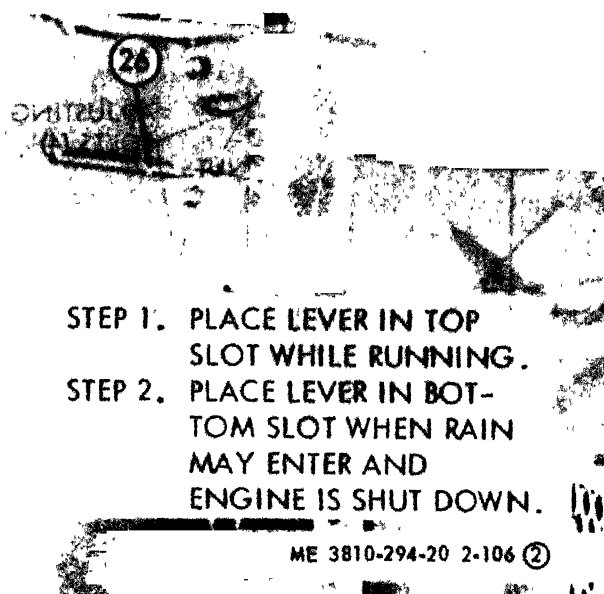 26
STEP 1. PLACE LEVER IN TOP
SLOT WHILE RUNNING.
STEP 2. PLACE LEVER IN BOT-
TOM SLOT WHEN RAIN
MAY ENTER AND
ENGINE IS SHUT DOWN.
ME 3810-294-20 2-106 ②